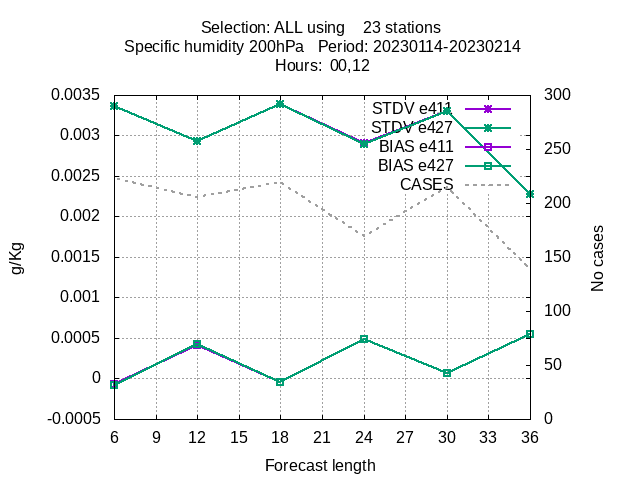 Selection: ALL using 23 stations
Specific humidity 200hPa Period: 20230114-20230214
Hours: 00,12
0.0035
0.003
0.0025
0.002
0.0015
0.001
0.0005
0
-0.0005
g/Kg
STDV e411
STDV e427
BIAS e411
BIAS e427
CASES
300
250
200
150
100
50
0
No cases
6 9 12 15 18 21 24 27 30 33 36
Forecast length